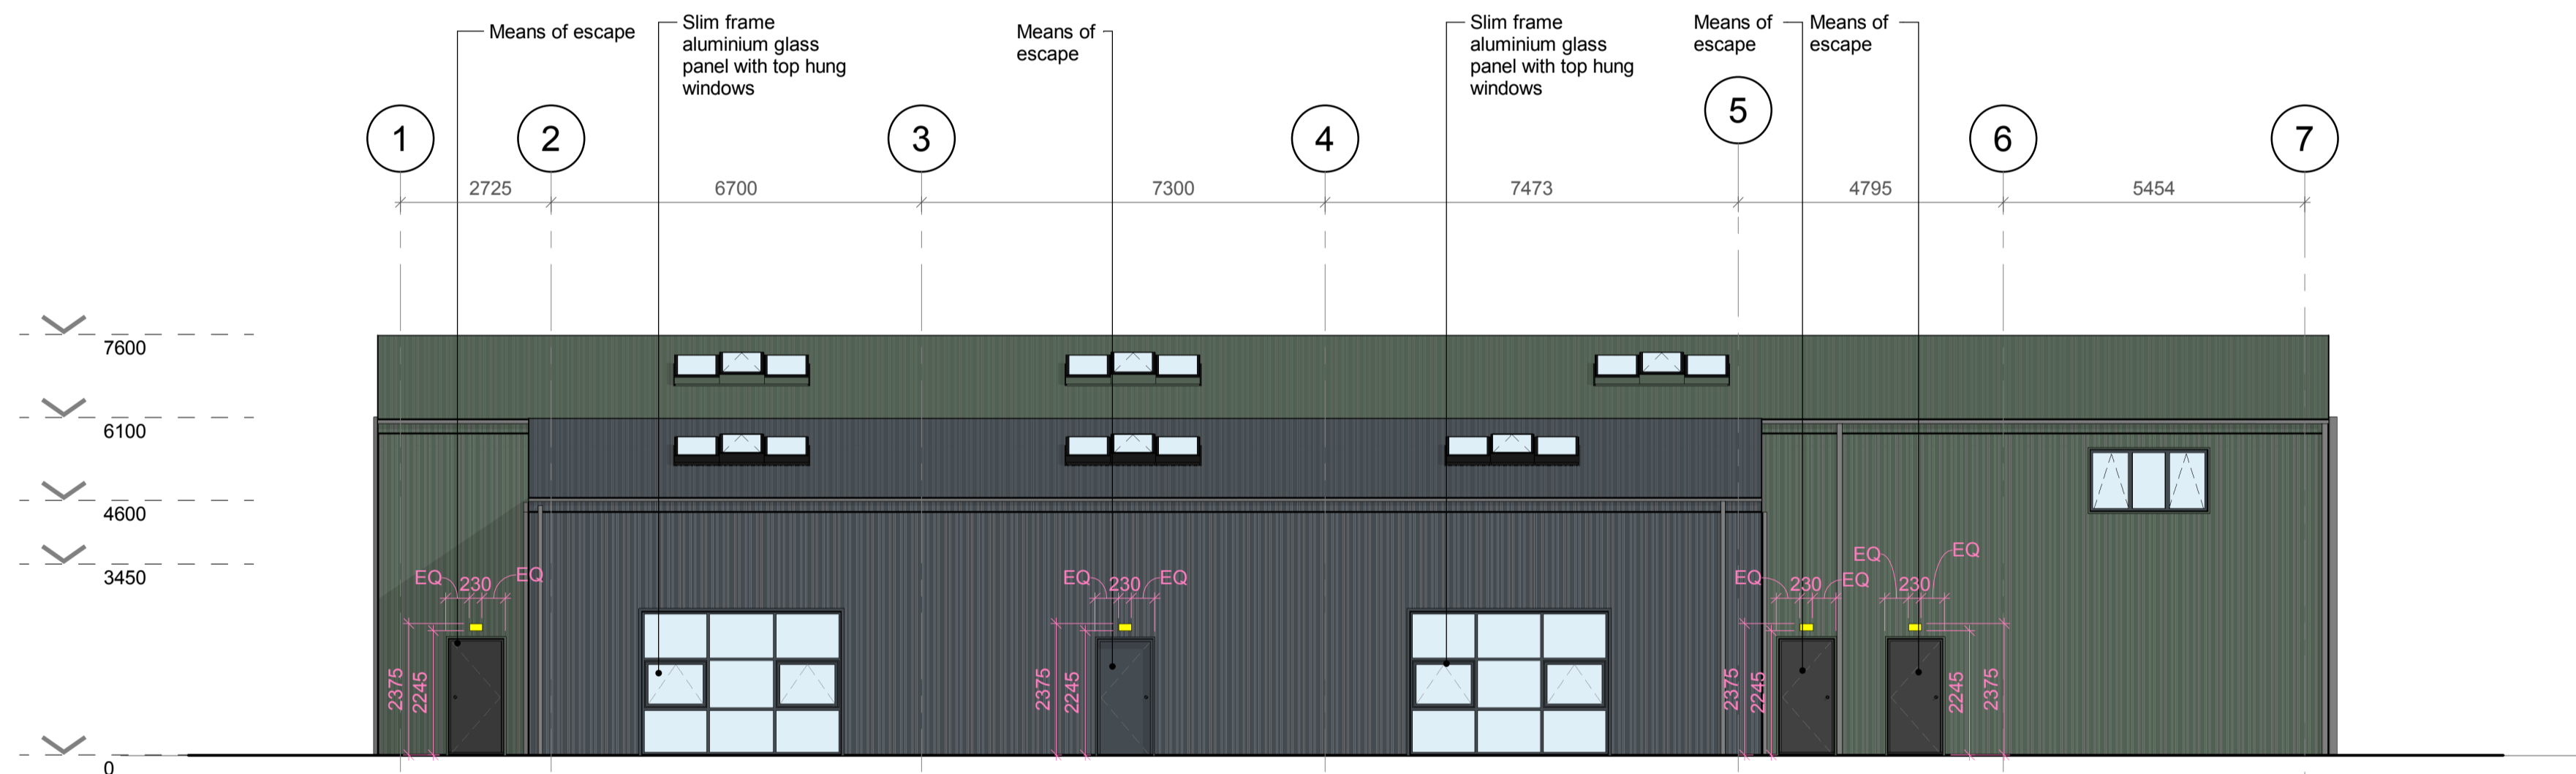 Means of escape
Slim frame
aluminium glass
panel with top hung
windows
Means of
escape
Slim frame
aluminium glass
panel with top hung
windows
Means of
escape
Means of
escape
1
2
3
4
5
6
7
2725
6700
7300
7473
4795
5454
7600
6100
4600
3450
0
EQ
230
EQ
2375
2245
EQ
230
EQ
2375
2245
EQ
230
EQ
2375
2245
EQ
230
EQ
2245
2375